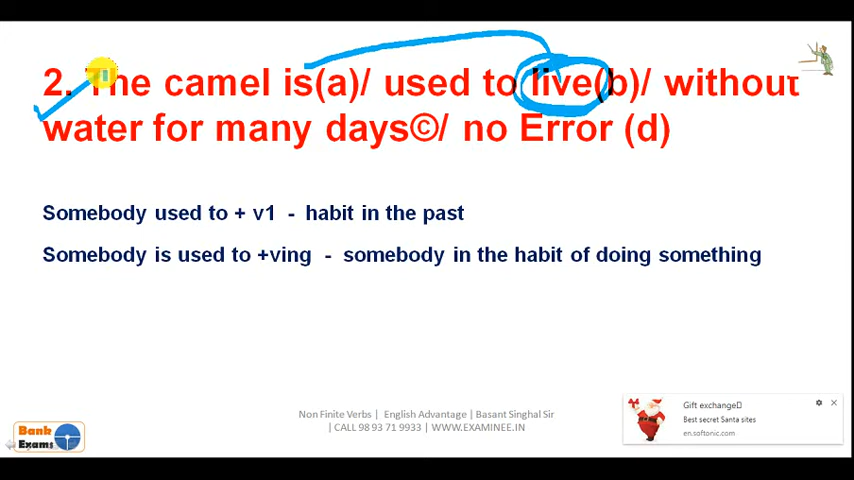 2. The camel is(a)/ used to live(b)/ without
water for many days©/ no Error (d)
Somebody used to + v1 - habit in the past
Somebody is used to +ving - somebody in the habit of doing something
Non Finite Verbs | English Advantage | Basant Singhal Sir
| CALL 98 93 71 9933 | WWW.EXAMINEE.IN
Bank
Exams
Gift exchange
Best secret Santa sites
en.softonic.com